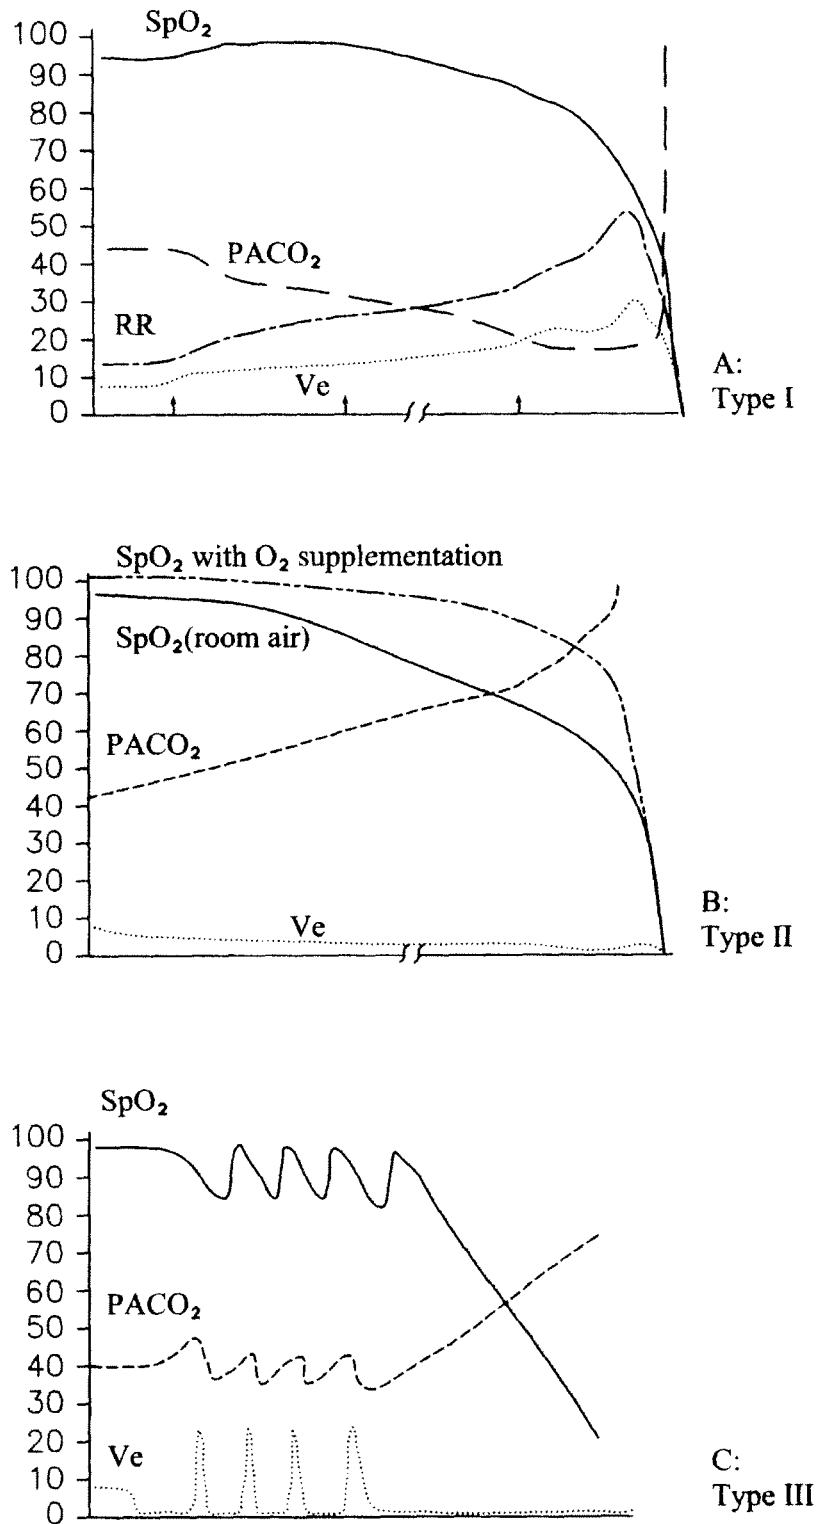 SpO₂
100
90
80
70
60
50
40
30
20
10
0
PACO₂
RR
Ve
A:
Type I
SpO₂ with O₂ supplementation
100
90
80
70
60
50
40
30
20
10
0
SpO₂(room air)
PACO₂
Ve
B:
Type II
SpO₂
100
90
80
70
60
50
40
30
20
10
0
PACO₂
Ve
C:
Type III